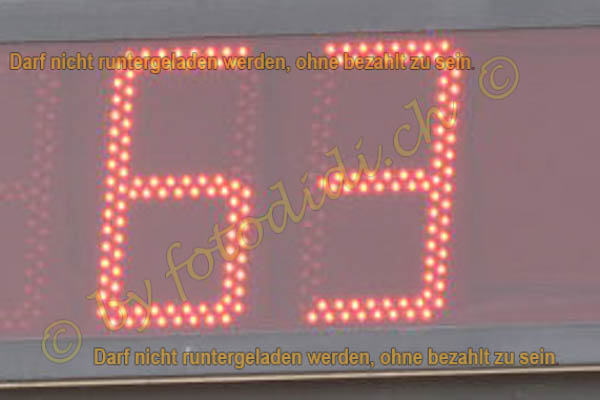 Darf nicht runtergeladen werden, ohne bezahlt zu sein. ©
63
© by fotodidi.ch
Darf nicht runtergeladen werden, ohne bezahlt zu sein.